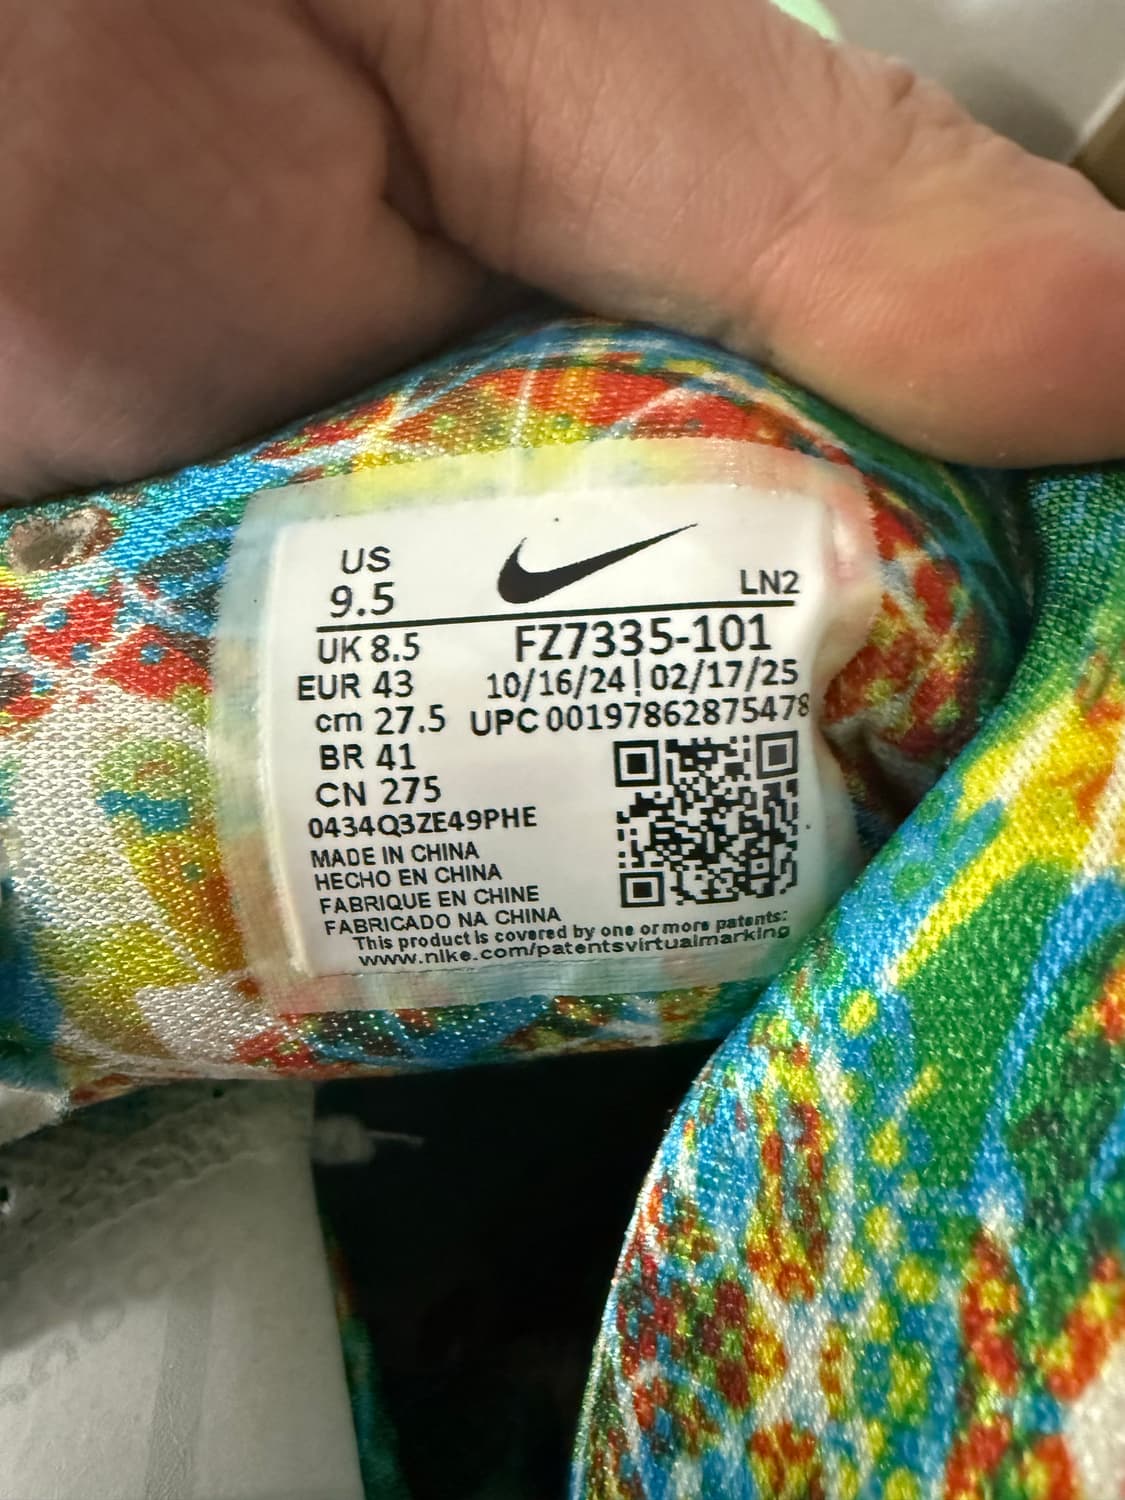 US
9.5
LN2
UK 8.5
FZ7335-101
EUR 43
10/16/24 | 02/17/25
cm 27.5
UPC 00197862875478
BR 41
CN 275
0434Q3ZE49PHE
MADE IN CHINA
HECHO EN CHINA
FABRIQUE EN CHINE
FABRICADO NA CHINA
This product is covered by one or more patents:
www.nike.com/patentsvirtualmarking